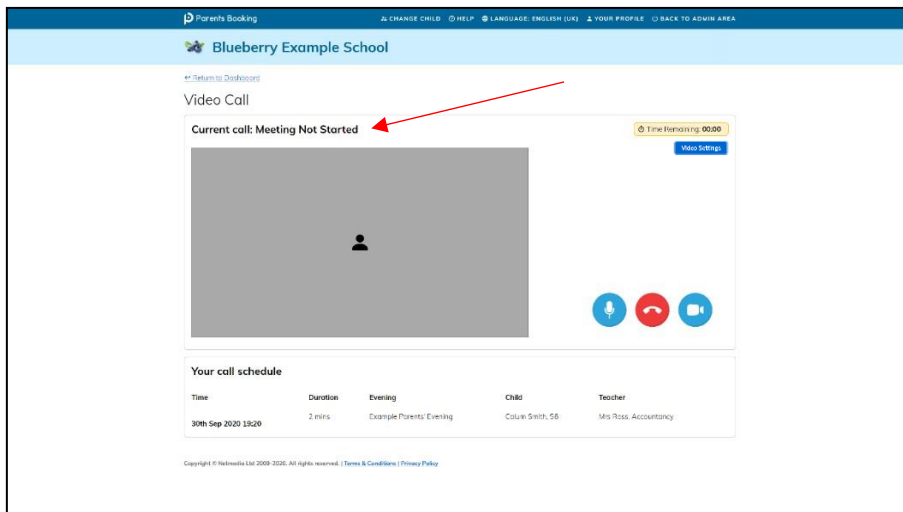 Parents Booking
CHANGE CHILD HELP LANGUAGE: ENGLISH (UK) YOUR PROFILE BACK TO ADMIN AREA
Blueberry Example School
Return to Dashboard
Video Call
Current call: Meeting Not Started
Time Remaining: 00:00
Video Settings
Your call schedule
Time Duration Evening Child Teacher
30th Sep 2020 19:20 2 mins Example Parents' Evening Calum Smith, 5B Mrs Ross, Accountancy
Copyright © Netmedia Ltd 2009-2020. All rights reserved. | Terms & Conditions | Privacy Policy